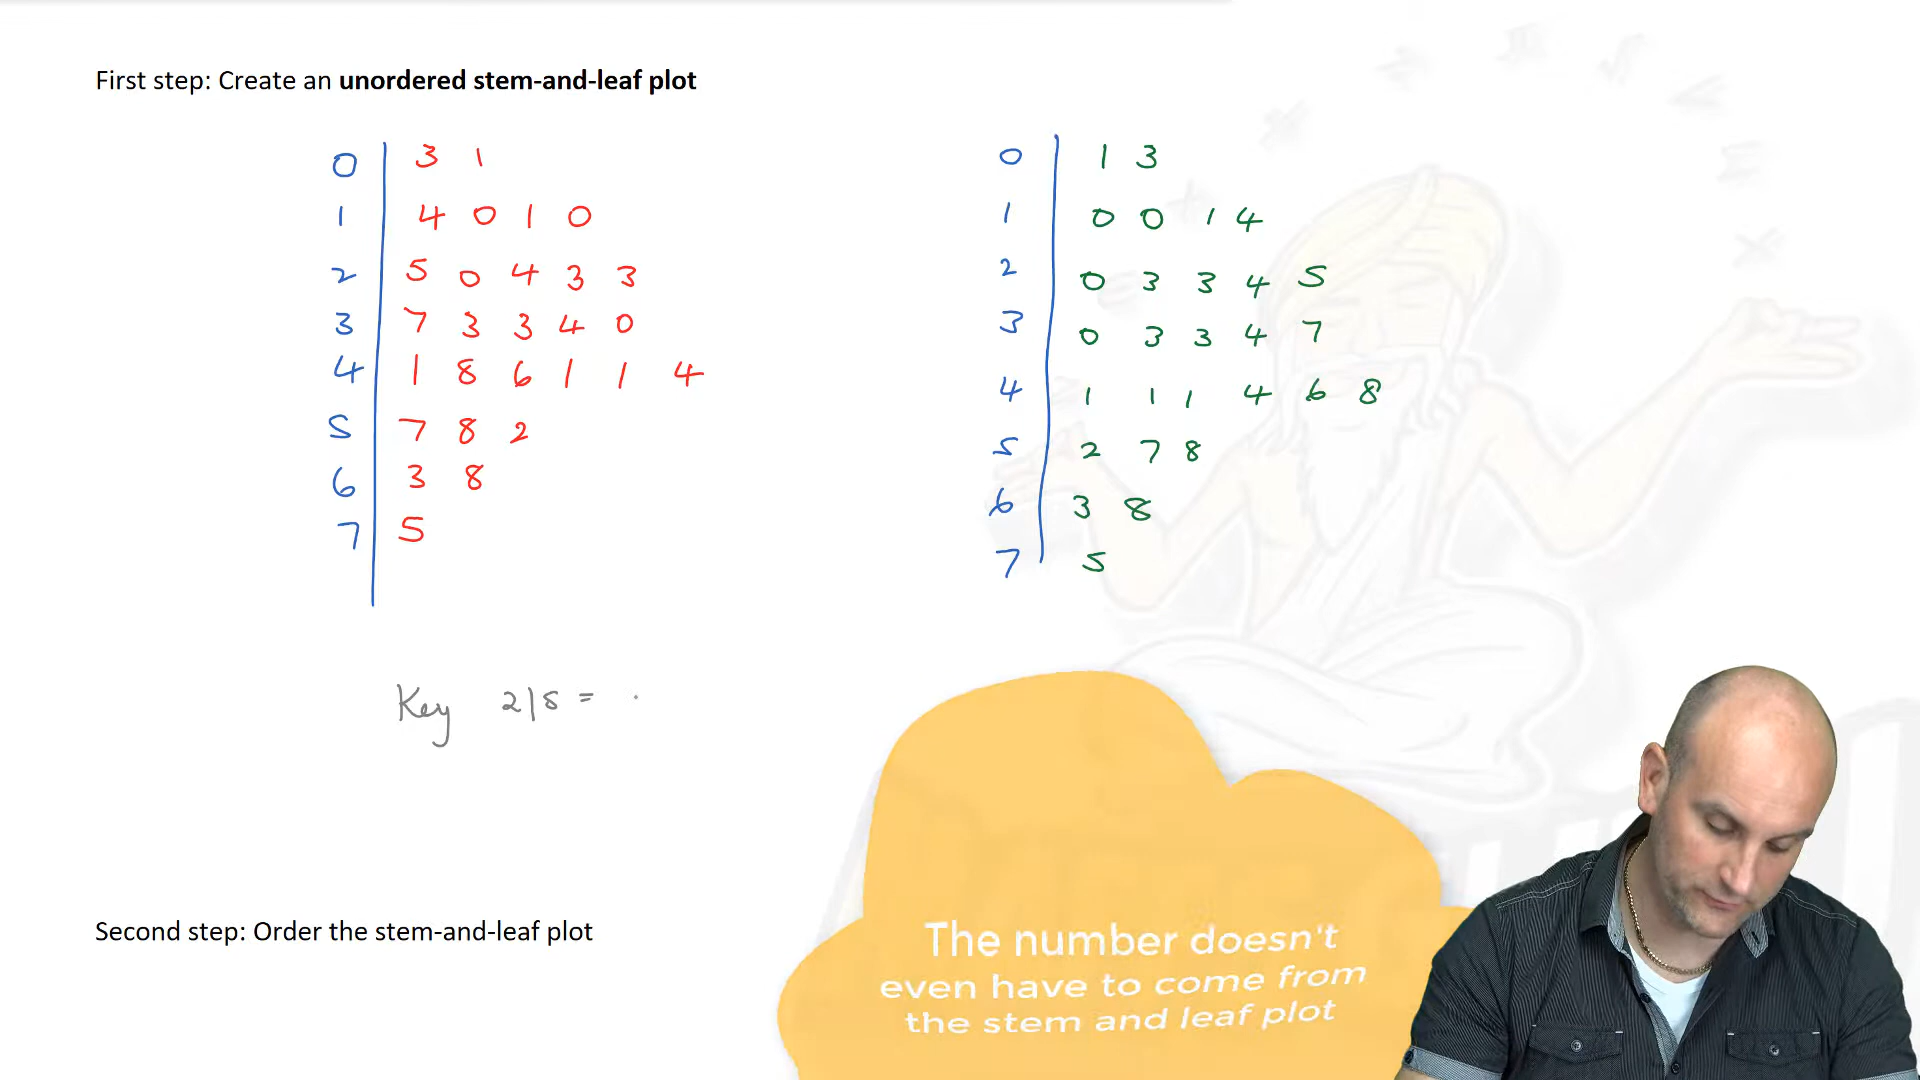 First step: Create an unordered stem-and-leaf plot
0 | 3 1
1 | 4 0 1 0
2 | 5 0 4 3 3
3 | 7 3 3 4 0
4 | 1 8 6 1 1 4
5 | 7 8 2
6 | 3 8
7 | 5
0 | 1 3
1 | 0 0 1 4
2 | 0 3 3 4 5
3 | 0 3 3 4 7
4 | 1 1 1 4 6 8
5 | 2 7 8
6 | 3 8
7 | 5
Key 2|5 =
Second step: Order the stem-and-leaf plot
The number doesn't
even have to come from
the stem and leaf plot